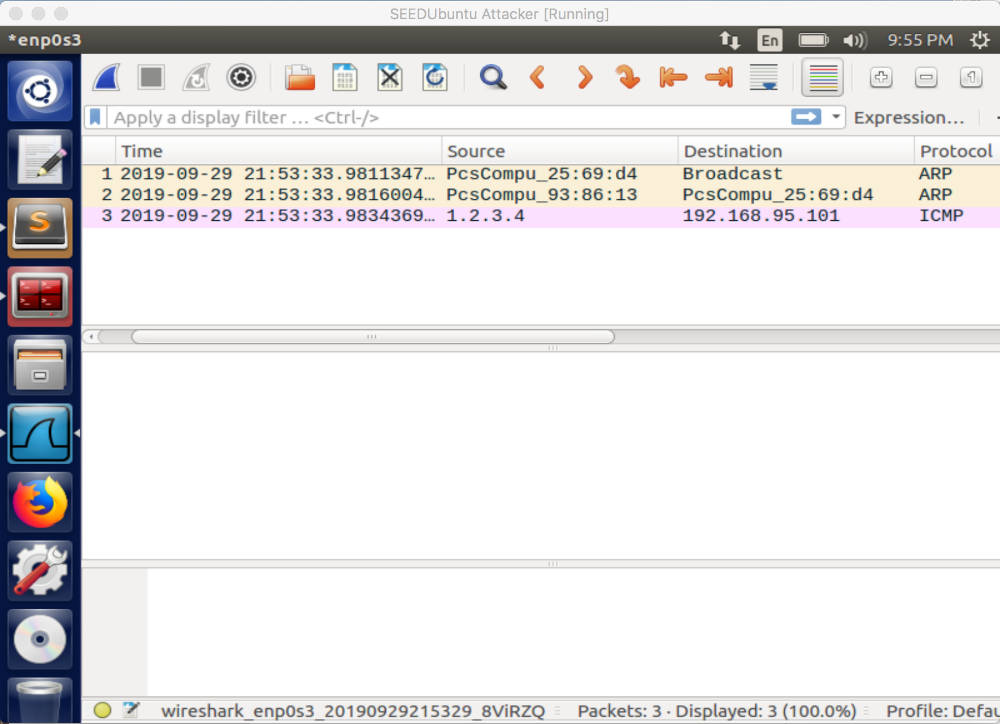 SEEDUbuntu Attacker [Running]
*enp0s3 En 9:55 PM
Apply a display filter ... <Ctrl-/> Expression...
Time Source Destination Protocol
1 2019-09-29 21:53:33.9811347... PcsCompu_25:69:d4 Broadcast ARP
2 2019-09-29 21:53:33.9816004... PcsCompu_93:86:13 PcsCompu_25:69:d4 ARP
3 2019-09-29 21:53:33.9834369... 1.2.3.4 192.168.95.101 ICMP
wireshark_enp0s3_20190929215329_8ViRZQ Packets: 3 · Displayed: 3 (100.0%) Profile: Defau